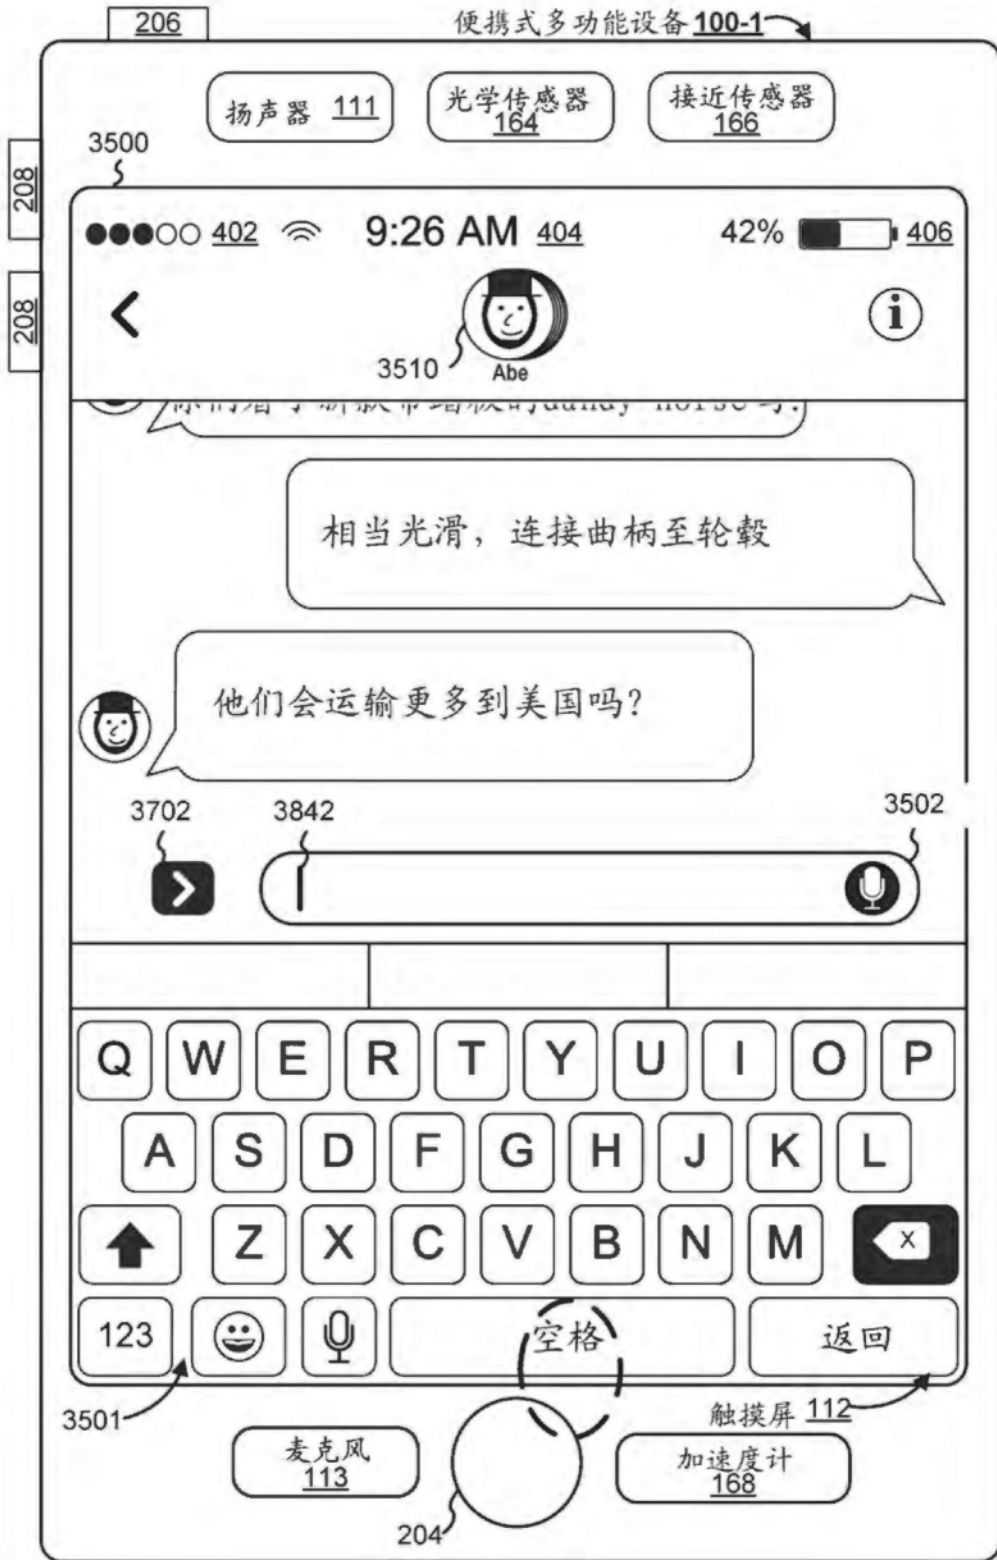 206
便携式多功能设备 100-1
扬声器 111
光学传感器
164
接近传感器
166
3500
208
402 9:26 AM 404 42% 406
208
3510
Abe
相当光滑，连接曲柄至轮毂
他们会运输更多到美国吗？
3702 3842 3502
Q W E R T Y U I O P
A S D F G H J K L
Z X C V B N M X
123 空格 返回
3501
触摸屏 112
麦克风
113
加速度计
168
204